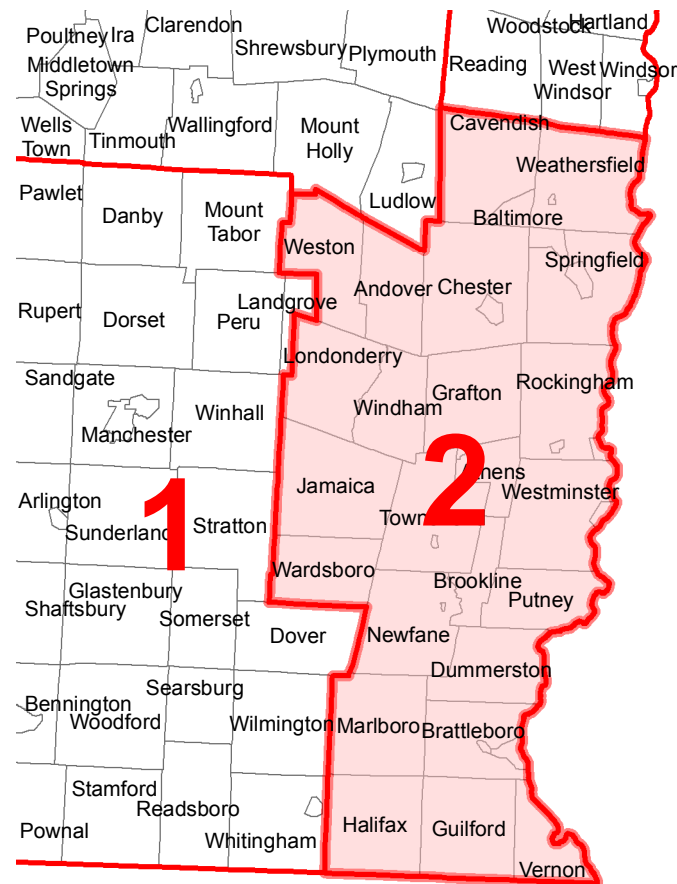 Clarendon
Poultney Ira
Shrewsbury Plymouth
Woodstock Hartland
Middletown
Springs
Reading
West
Windsor
Windsor
Wells
Town
Tinmouth
Wallingford
Mount
Holly
Cavendish
Weathersfield
Pawlet
Danby
Mount
Tabor
Ludlow
Baltimore
Weston
Springfield
Andover Chester
Landgrove
Rupert
Dorset
Peru
Londonderry
Sandgate
Windham
Grafton
Rockingham
Winhall
Manchester
Jamaica
Westminster
Arlington
Sunderland
Stratton
1
2
Wardsboro
Brookline
Putney
Glastenbury
Shaftsbury
Somerset
Dover
Newfane
Dummerston
Searsburg
Bennington
Woodford
Wilmington
Marlboro
Brattleboro
Stamford
Readsboro
Pownal
Whitingham
Halifax
Guilford
Vernon